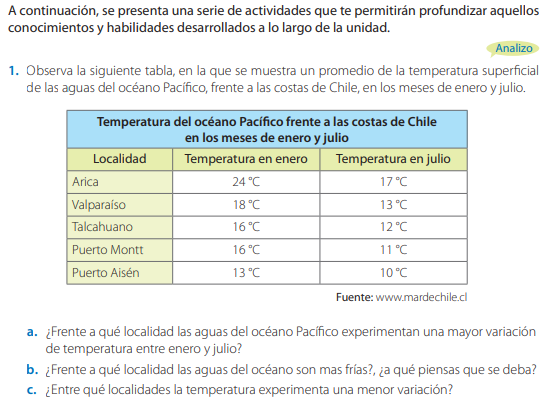 A continuación, se presenta una serie de actividades que te permitirán profundizar aquellos
conocimientos y habilidades desarrollados a lo largo de la unidad.
Analizo
1. Observa la siguiente tabla, en la que se muestra un promedio de la temperatura superficial
de las aguas del océano Pacífico, frente a las costas de Chile, en los meses de enero y julio.
Temperatura del océano Pacífico frente a las costas de Chile
en los meses de enero y julio
Localidad Temperatura en enero Temperatura en julio
Arica 24 °C 17 °C
Valparaíso 18 °C 13 °C
Talcahuano 16 °C 12 °C
Puerto Montt 16 °C 11 °C
Puerto Aisén 13 °C 10 °C
Fuente: www.mardechile.cl
a. ¿Frente a qué localidad las aguas del océano Pacífico experimentan una mayor variación
de temperatura entre enero y julio?
b. ¿Frente a qué localidad las aguas del océano son mas frías?, ¿a qué piensas que se deba?
c. ¿Entre qué localidades la temperatura experimenta una menor variación?